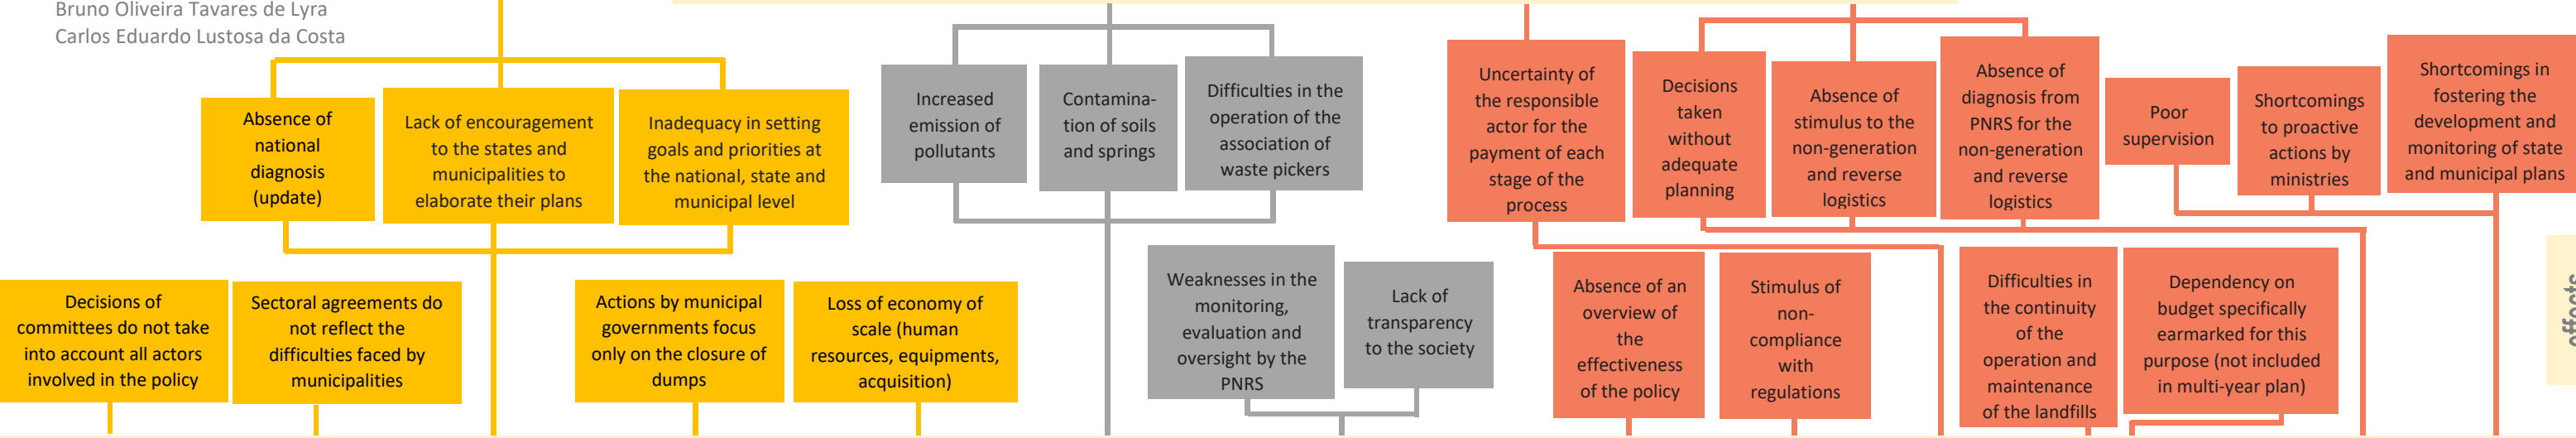 Bruno Oliveira Tavares de Lyra
Carlos Eduardo Lustosa da Costa
Absence of
national
diagnosis
(update)
Lack of encouragement
to the states and
municipalities to
elaborate their plans
Inadequacy in setting
goals and priorities at
the national, state and
municipal level
Increased
emission of
pollutants
Contamina-
tion of soils
and springs
Difficulties in the
operation of the
association of
waste pickers
Uncertainty of
the responsible
actor for the
payment of each
stage of the
process
Decisions
taken
without
adequate
planning
Absence of
stimulus to the
non-generation
and reverse
logistics
Absence of
diagnosis from
PNRS for the
non-generation
and reverse
logistics
Poor
supervision
Shortcomings
to proactive
actions by
ministries
Shortcomings in
fostering the
development and
monitoring of state
and municipal plans
Decisions of
committees do not take
into account all actors
involved in the policy
Sectoral agreements do
not reflect the
difficulties faced by
municipalities
Actions by municipal
governments focus
only on the closure of
dumps
Loss of economy of
scale (human
resources, equipments,
acquisition)
Weaknesses in the
monitoring,
evaluation and
oversight by the
PNRS
Lack of
transparency
to the society
Absence of an
overview of
the
effectiveness
of the policy
Stimulus of
non-
compliance
with
regulations
Difficulties in
the continuity
of the
operation and
maintenance
of the landfills
Dependency on
budget specifically
earmarked for this
purpose (not included
in multi-year plan)
effects